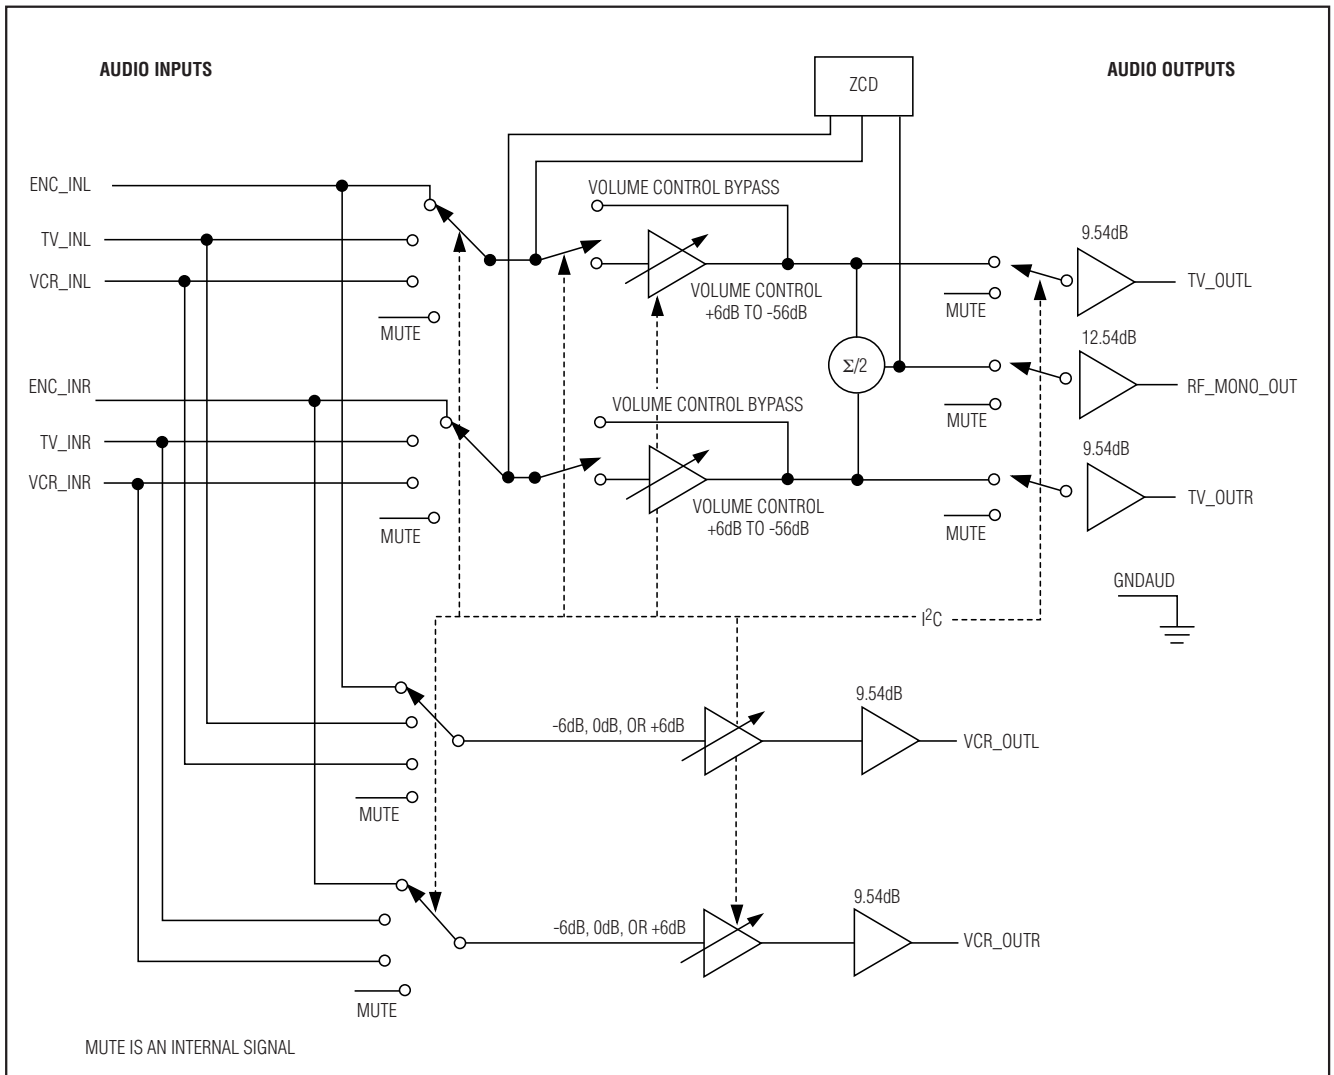 AUDIO INPUTS
AUDIO OUTPUTS
ZCD
ENC_INL
VOLUME CONTROL BYPASS
TV_INL
9.54dB
VCR_INL
TV_OUTL
VOLUME CONTROL
+6dB TO -56dB
MUTE
MUTE
12.54dB
Σ/2
ENC_INR
RF_MONO_OUT
VOLUME CONTROL BYPASS
MUTE
TV_INR
9.54dB
VCR_INR
TV_OUTR
VOLUME CONTROL
+6dB TO -56dB
MUTE
MUTE
GNDAUD
I²C
9.54dB
-6dB, 0dB, OR +6dB
VCR_OUTL
MUTE
9.54dB
-6dB, 0dB, OR +6dB
VCR_OUTR
MUTE
MUTE IS AN INTERNAL SIGNAL